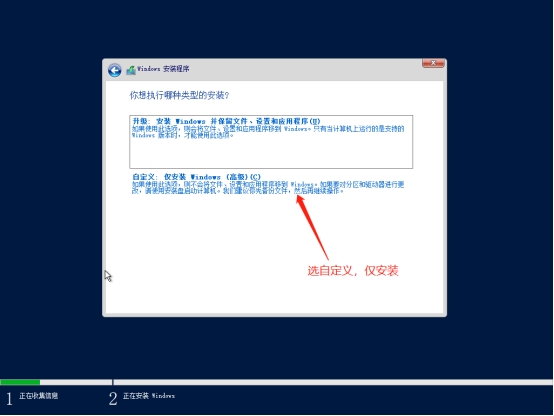 Windows 安装程序
你想执行哪种类型的安装?
升级: 安装 Windows 并保留文件、设置和应用程序(U)
如果使用此选项，则会将文件、设置和应用程序移到 Windows。只有当计算机上运行的是支持的
Windows 版本时，才能使用此选项。
自定义: 仅安装 Windows (高级)(C)
如果使用此选项，则不会将文件、设置和应用程序移到 Windows。如果要对分区和驱动器进行更
改，请使用安装盘启动计算机。我们建议你先备份文件，然后再继续操作。
选自定义，仅安装
1 正在收集信息
2 正在安装 Windows